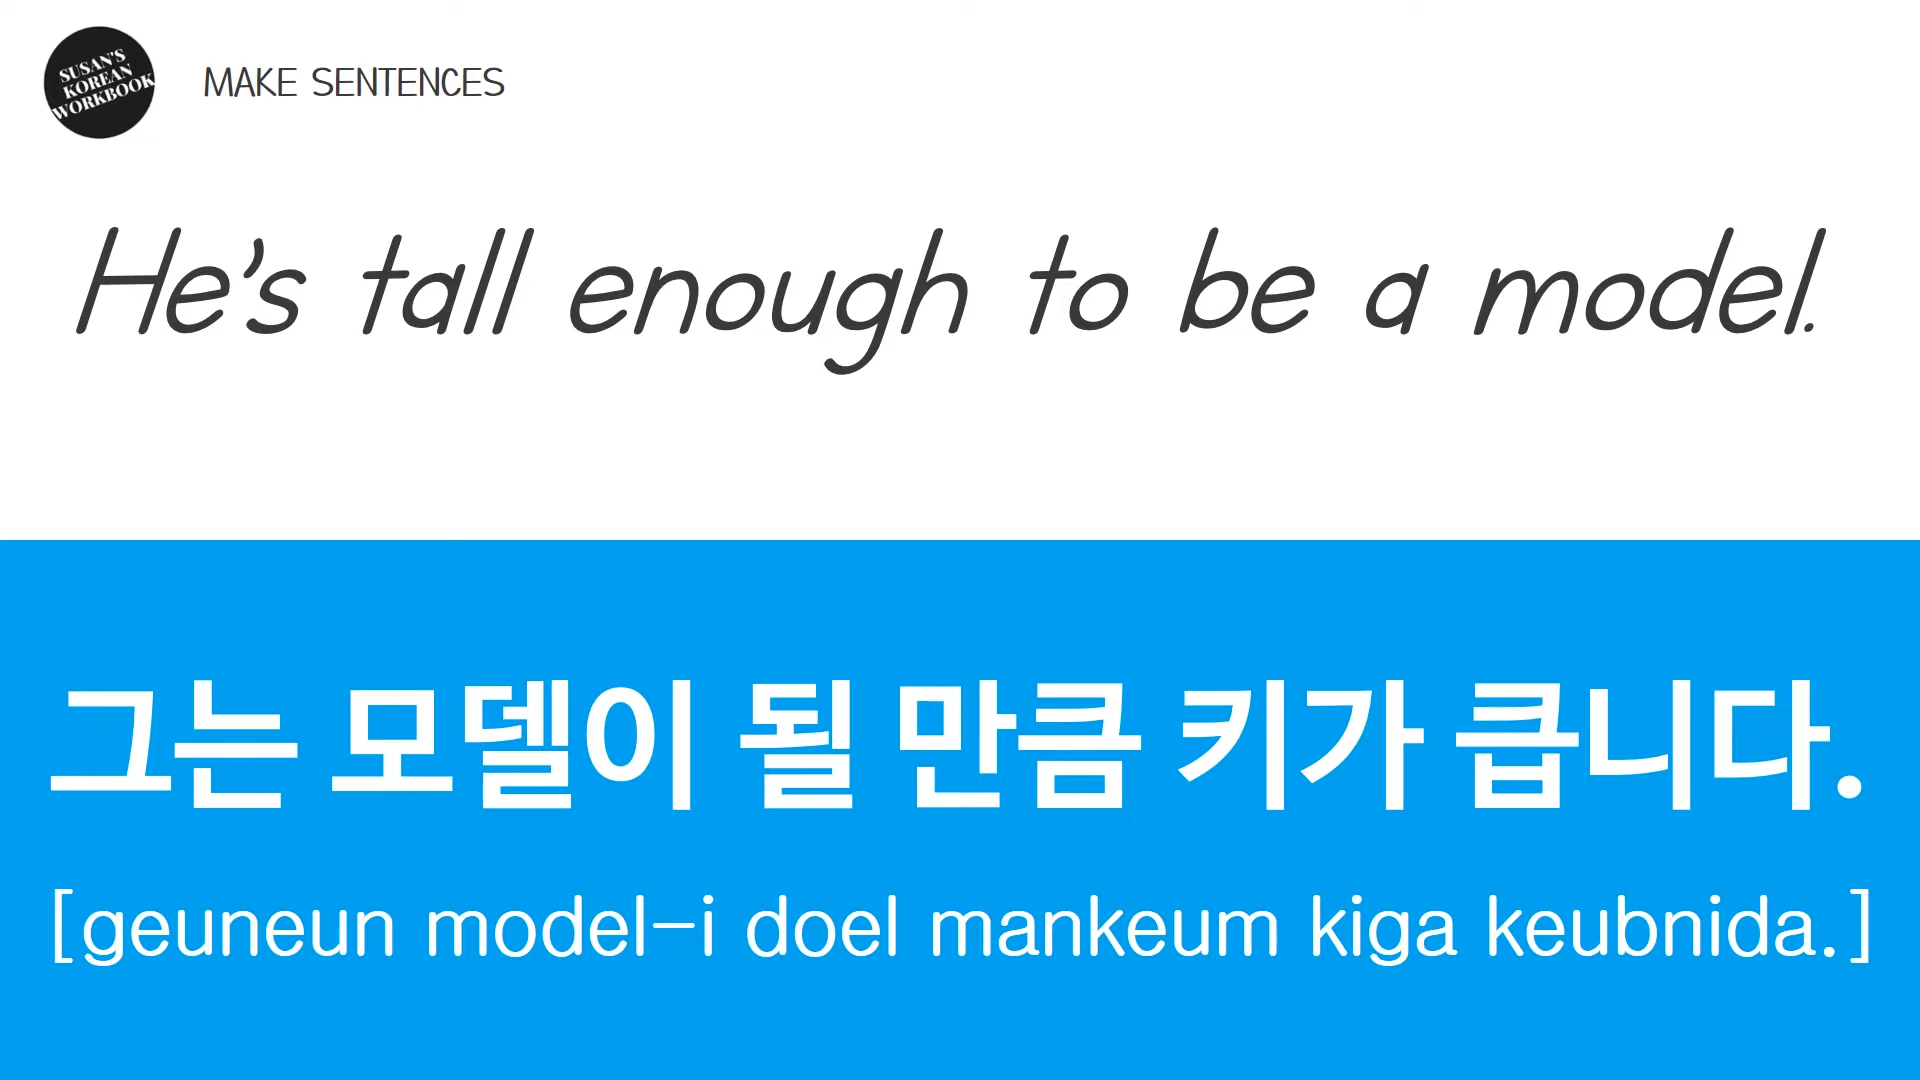 SUSAN'S
KOREAN
WORKBOOK
MAKE SENTENCES
He's tall enough to be a model.
그는 모델이 될 만큼 키가 큽니다.
[geuneun model-i doel mankeum kiga keubnida.]